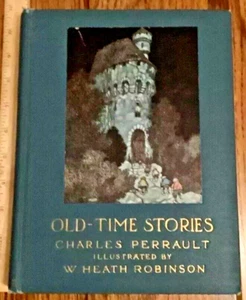 OLD-TIME STORIES
CHARLES PERRAULT
ILLUSTRATED BY
W HEATH ROBINSON